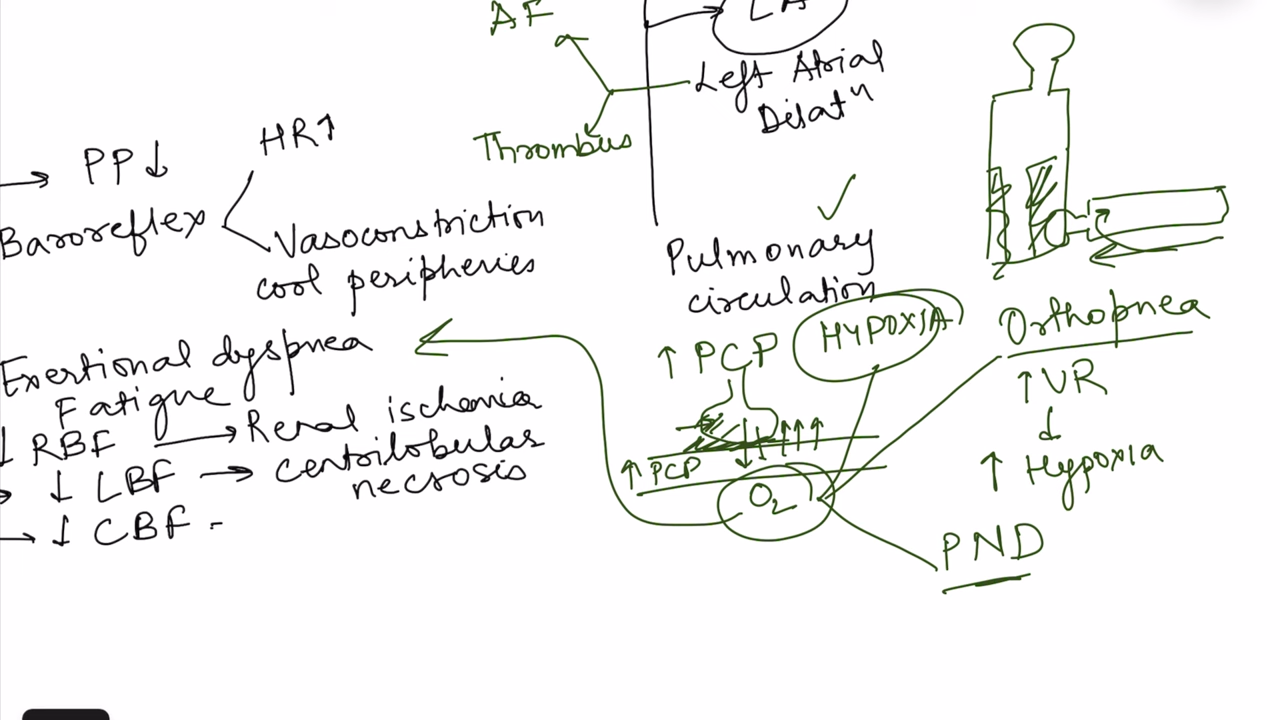 AF
LA
Left Atrial
Dilatⁿ
Thrombus
HR↑
→ PP↓
Baroreflex
Vasoconstriction
cool peripheries
Pulmonary
circulation
HYPOXIA
↑ PCP
↑ PCP
O₂
Orthopnea
↑ VR
↓
↑ Hypoxia
PND
Exertional dyspnea
Fatigue
↓ RBF → Renal ischemia
↓ LBF → centrilobular
necrosis
→ ↓ CBF -